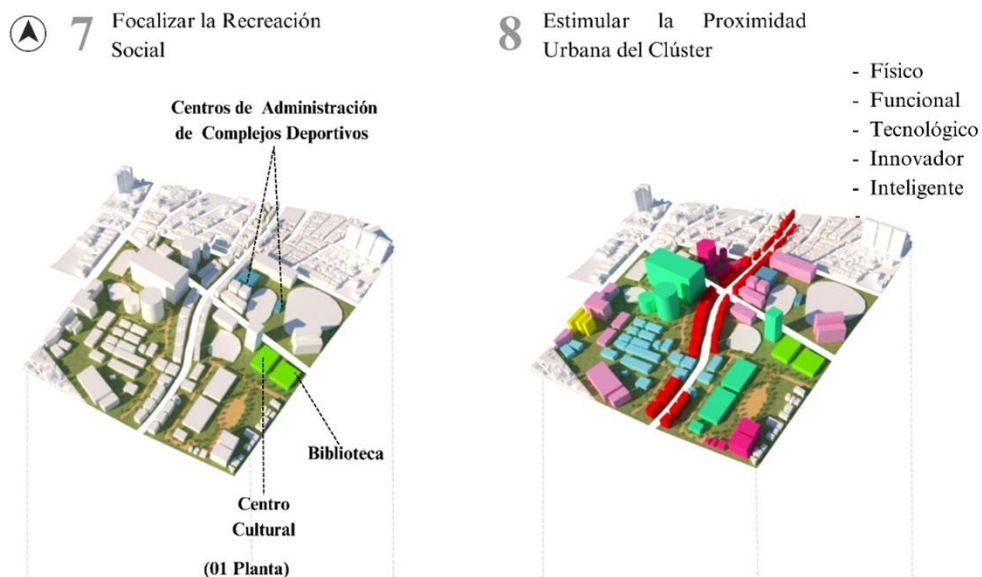 7 Focalizar la Recreación
Social
Centros de Administración
de Complejos Deportivos
Biblioteca
Centro
Cultural
(01 Planta)
8 Estimular la Proximidad
Urbana del Clúster
- Físico
- Funcional
- Tecnológico
- Innovador
- Inteligente
-